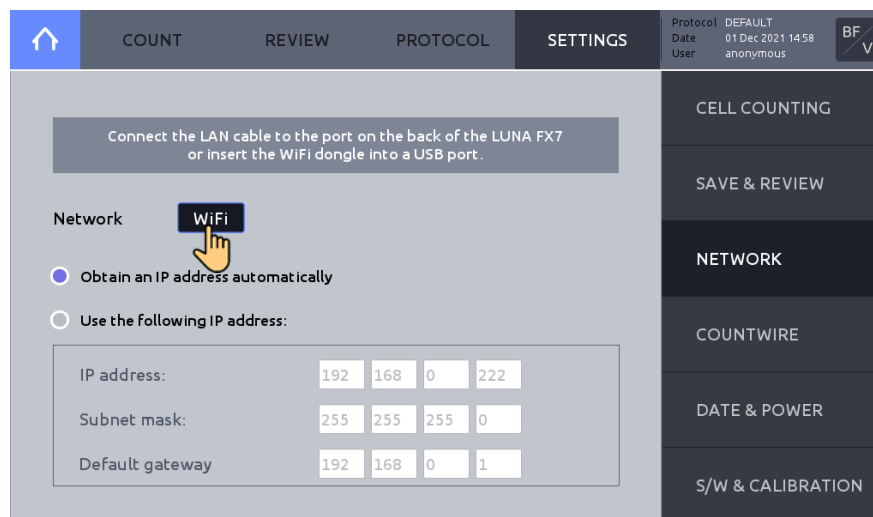 COUNT
REVIEW
PROTOCOL
SETTINGS
Protocol DEFAULT
Date 01 Dec 2021 14:58
User anonymous
BF
Connect the LAN cable to the port on the back of the LUNA FX7
or insert the WiFi dongle into a USB port.
Network WiFi
Obtain an IP address automatically
Use the following IP address:
IP address: 192 168 0 222
Subnet mask: 255 255 255 0
Default gateway 192 168 0 1
CELL COUNTING
SAVE & REVIEW
NETWORK
COUNTWIRE
DATE & POWER
S/W & CALIBRATION